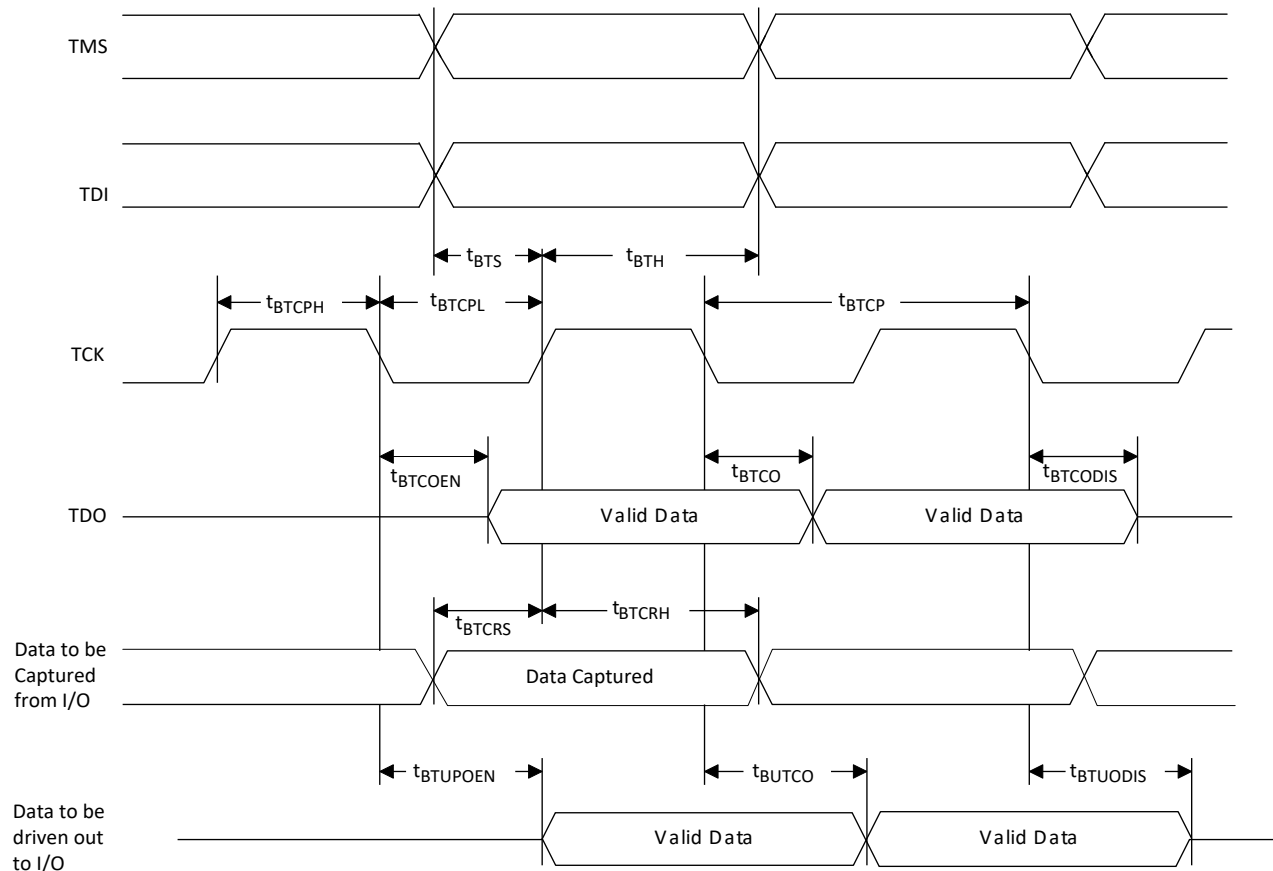 TMS
TDI
tBTS
tBTH
tBTCPH
tBTCPL
tBTCP
TCK
tBTCOEN
tBTCO
tBTCODIS
TDO
Valid Data
Valid Data
tBTCRS
tBTCRH
Data to be
Captured
from I/O
Data Captured
tBTUPOEN
tBUTCO
tBTUODIS
Data to be
driven out
to I/O
Valid Data
Valid Data